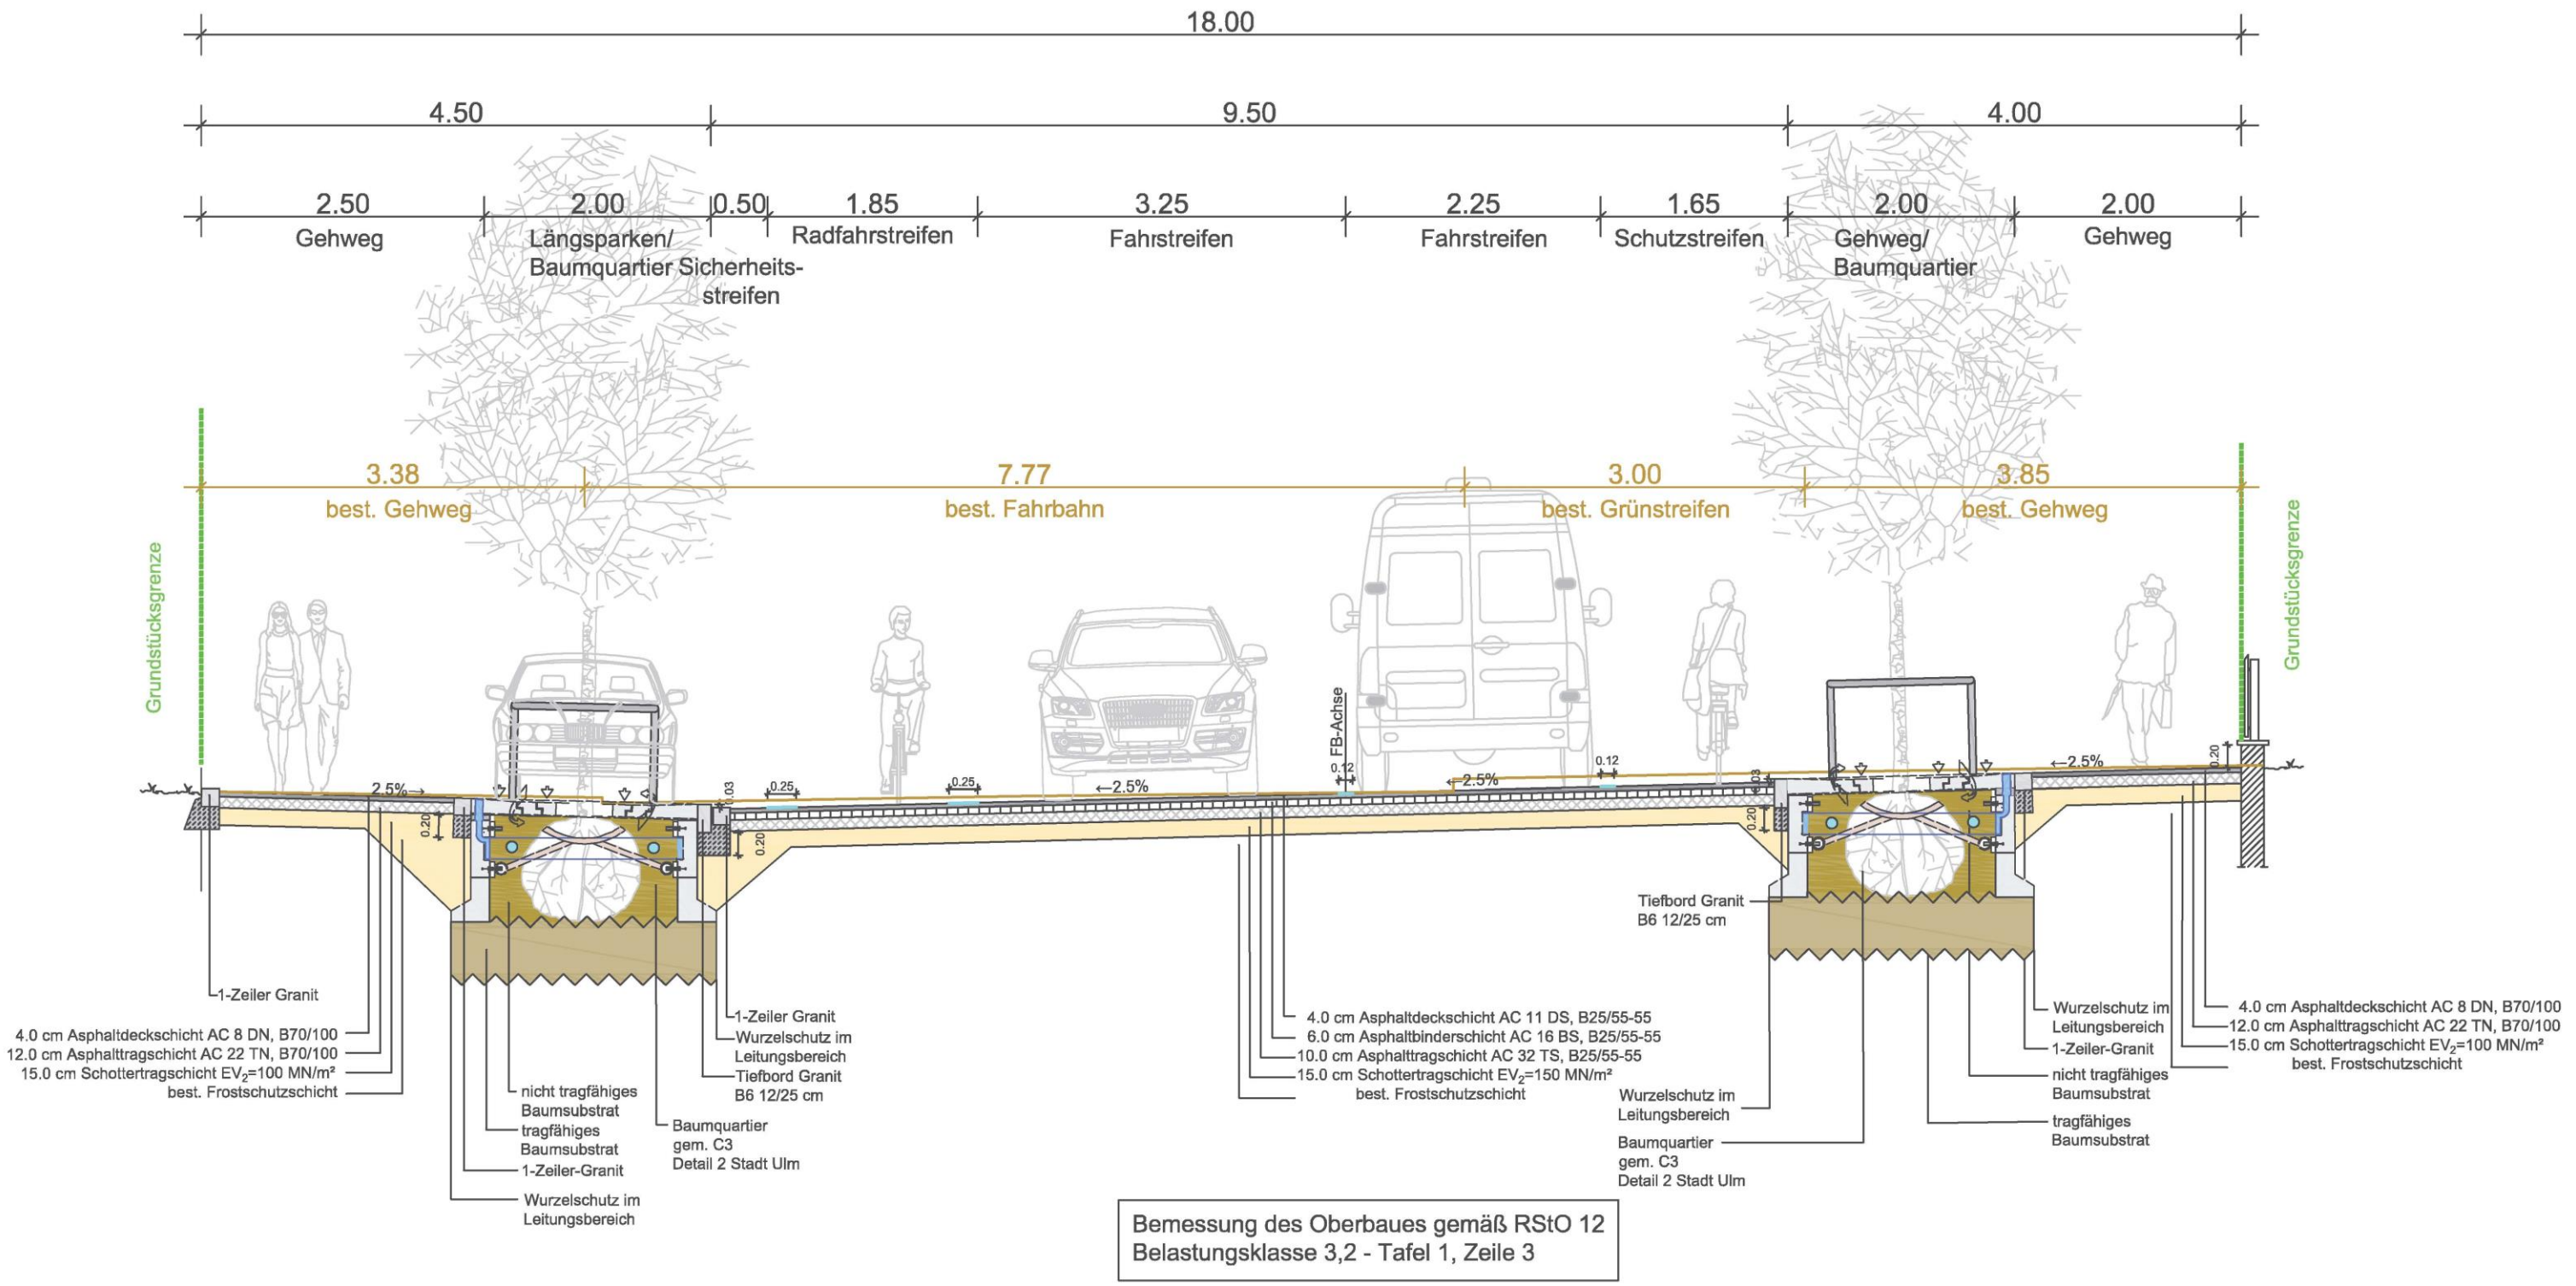 18.00
4.50
9.50
4.00
2.50
2.00
0.50
1.85
3.25
2.25
1.65
2.00
2.00
Gehweg
Längsparken/
Baumquartier
Sicherheits-
streifen
Radfahrstreifen
Fahrstreifen
Fahrstreifen
Schutzstreifen
Gehweg/
Baumquartier
Gehweg
3.38
7.77
3.00
3.85
best. Gehweg
best. Fahrbahn
best. Grünstreifen
best. Gehweg
Grundstücksgrenze
Grundstücksgrenze
FB-Achse
2.5%→
0.03
0.25
0.25
←2.5%
0.12
←2.5%
0.12
0.03
←2.5%
0.20
0.20
0.20
0.20
1-Zeiler Granit
4.0 cm Asphaltdeckschicht AC 8 DN, B70/100
12.0 cm Asphalttragschicht AC 22 TN, B70/100
15.0 cm Schottertragschicht EV₂=100 MN/m²
best. Frostschutzschicht
nicht tragfähiges
Baumsubstrat
tragfähiges
Baumsubstrat
1-Zeiler-Granit
Wurzelschutz im
Leitungsbereich
1-Zeiler Granit
Wurzelschutz im
Leitungsbereich
Tiefbord Granit
B6 12/25 cm
Baumquartier
gem. C3
Detail 2 Stadt Ulm
4.0 cm Asphaltdeckschicht AC 11 DS, B25/55-55
6.0 cm Asphaltbinderschicht AC 16 BS, B25/55-55
10.0 cm Asphalttragschicht AC 32 TS, B25/55-55
15.0 cm Schottertragschicht EV₂=150 MN/m²
best. Frostschutzschicht
Tiefbord Granit
B6 12/25 cm
Wurzelschutz im
Leitungsbereich
Baumquartier
gem. C3
Detail 2 Stadt Ulm
Wurzelschutz im
Leitungsbereich
1-Zeiler-Granit
nicht tragfähiges
Baumsubstrat
tragfähiges
Baumsubstrat
4.0 cm Asphaltdeckschicht AC 8 DN, B70/100
12.0 cm Asphalttragschicht AC 22 TN, B70/100
15.0 cm Schottertragschicht EV₂=100 MN/m²
best. Frostschutzschicht
Bemessung des Oberbaues gemäß RStO 12
Belastungsklasse 3,2 - Tafel 1, Zeile 3